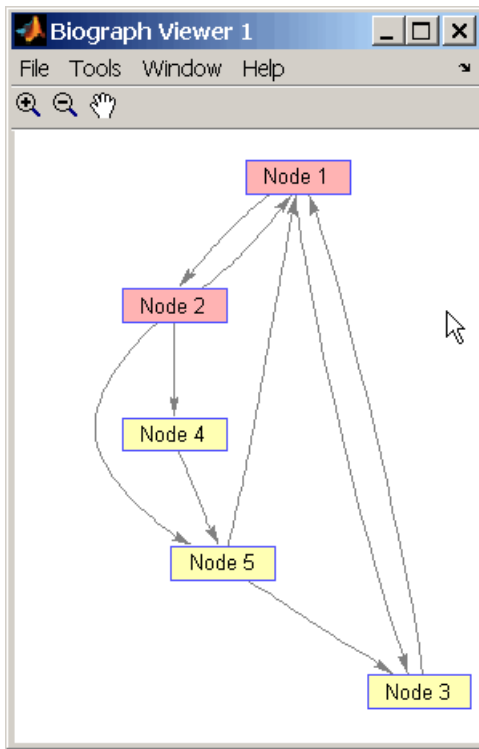 Biograph Viewer 1
File Tools Window Help
Node 1
Node 2
Node 4
Node 5
Node 3